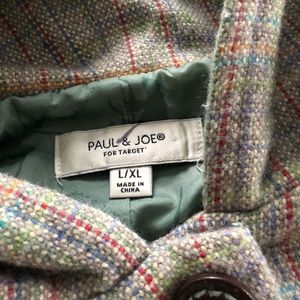 PAUL & JOE®
FOR TARGET*
L/XL
MADE IN
CHINA